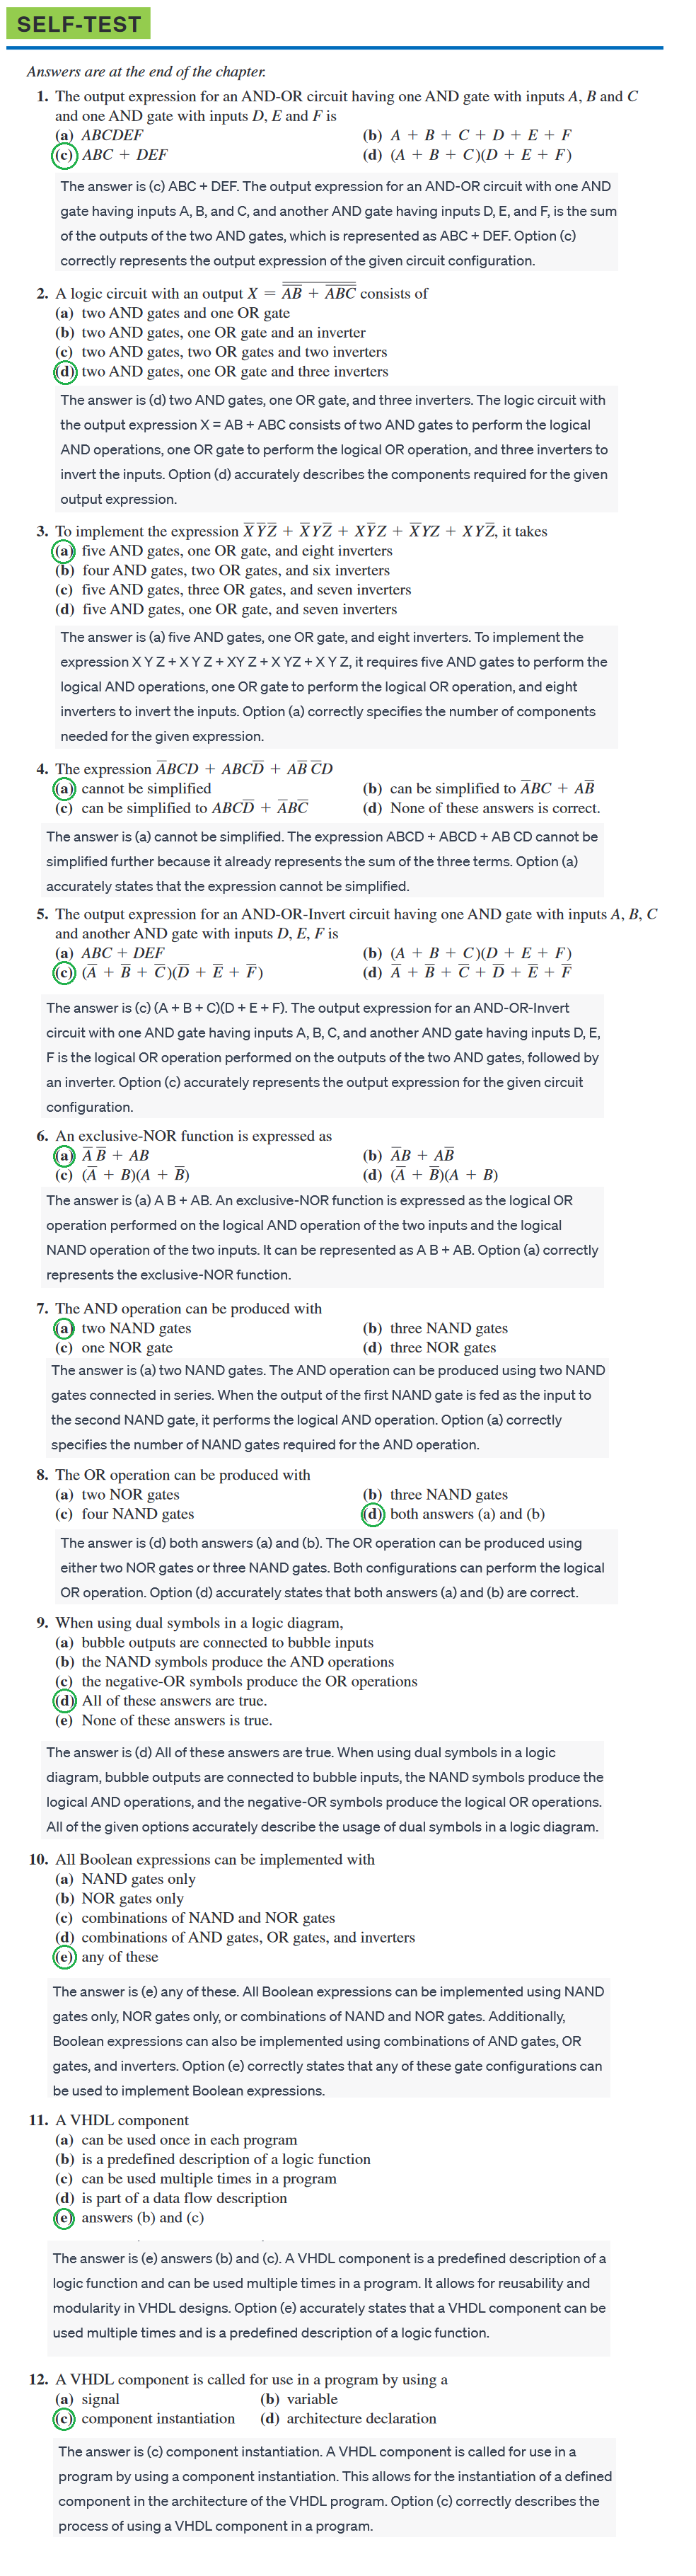 SELF-TEST
Answers are at the end of the chapter.
1. The output expression for an AND-OR circuit having one AND gate with inputs A, B and C
and one AND gate with inputs D, E and F is
(a) ABCDEF (b) A + B + C + D + E + F
(c) ABC + DEF (d) (A + B + C)(D + E + F)
The answer is (c) ABC + DEF. The output expression for an AND-OR circuit with one AND
gate having inputs A, B, and C, and another AND gate having inputs D, E, and F, is the sum
of the outputs of the two AND gates, which is represented as ABC + DEF. Option (c)
correctly represents the output expression of the given circuit configuration.
2. A logic circuit with an output X = A̅B̅ + A̅B̅C̅ consists of
(a) two AND gates and one OR gate
(b) two AND gates, one OR gate and an inverter
(c) two AND gates, two OR gates and two inverters
(d) two AND gates, one OR gate and three inverters
The answer is (d) two AND gates, one OR gate, and three inverters. The logic circuit with
the output expression X = AB + ABC consists of two AND gates to perform the logical
AND operations, one OR gate to perform the logical OR operation, and three inverters to
invert the inputs. Option (d) accurately describes the components required for the given
output expression.
3. To implement the expression X̅ Y̅Z̅ + X̅YZ̅ + XY̅Z + X̅YZ + XYZ̅, it takes
(a) five AND gates, one OR gate, and eight inverters
(b) four AND gates, two OR gates, and six inverters
(c) five AND gates, three OR gates, and seven inverters
(d) five AND gates, one OR gate, and seven inverters
The answer is (a) five AND gates, one OR gate, and eight inverters. To implement the
expression X Y Z + X Y Z + XY Z + X YZ + X Y Z, it requires five AND gates to perform the
logical AND operations, one OR gate to perform the logical OR operation, and eight
inverters to invert the inputs. Option (a) correctly specifies the number of components
needed for the given expression.
4. The expression A̅BCD + ABCD̅ + AB̅ C̅D
(a) cannot be simplified (b) can be simplified to A̅BC + AB̅
(c) can be simplified to ABCD̅ + A̅BC̅ (d) None of these answers is correct.
The answer is (a) cannot be simplified. The expression ABCD + ABCD + AB CD cannot be
simplified further because it already represents the sum of the three terms. Option (a)
accurately states that the expression cannot be simplified.
5. The output expression for an AND-OR-Invert circuit having one AND gate with inputs A, B, C
and another AND gate with inputs D, E, F is
(a) ABC + DEF (b) (A + B + C)(D + E + F)
(c) (A̅ + B̅ + C̅)(D̅ + E̅ + F̅) (d) A̅ + B̅ + C̅ + D̅ + E̅ + F̅
The answer is (c) (A + B + C)(D + E + F). The output expression for an AND-OR-Invert
circuit with one AND gate having inputs A, B, C, and another AND gate having inputs D, E,
F is the logical OR operation performed on the outputs of the two AND gates, followed by
an inverter. Option (c) accurately represents the output expression for the given circuit
configuration.
6. An exclusive-NOR function is expressed as
(a) A̅ B̅ + AB (b) A̅B + AB̅
(c) (A̅ + B)(A + B̅) (d) (A̅ + B̅)(A + B)
The answer is (a) A B + AB. An exclusive-NOR function is expressed as the logical OR
operation performed on the logical AND operation of the two inputs and the logical
NAND operation of the two inputs. It can be represented as A B + AB. Option (a) correctly
represents the exclusive-NOR function.
7. The AND operation can be produced with
(a) two NAND gates (b) three NAND gates
(c) one NOR gate (d) three NOR gates
The answer is (a) two NAND gates. The AND operation can be produced using two NAND
gates connected in series. When the output of the first NAND gate is fed as the input to
the second NAND gate, it performs the logical AND operation. Option (a) correctly
specifies the number of NAND gates required for the AND operation.
8. The OR operation can be produced with
(a) two NOR gates (b) three NAND gates
(c) four NAND gates (d) both answers (a) and (b)
The answer is (d) both answers (a) and (b). The OR operation can be produced using
either two NOR gates or three NAND gates. Both configurations can perform the logical
OR operation. Option (d) accurately states that both answers (a) and (b) are correct.
9. When using dual symbols in a logic diagram,
(a) bubble outputs are connected to bubble inputs
(b) the NAND symbols produce the AND operations
(c) the negative-OR symbols produce the OR operations
(d) All of these answers are true.
(e) None of these answers is true.
The answer is (d) All of these answers are true. When using dual symbols in a logic
diagram, bubble outputs are connected to bubble inputs, the NAND symbols produce the
logical AND operations, and the negative-OR symbols produce the logical OR operations.
All of the given options accurately describe the usage of dual symbols in a logic diagram.
10. All Boolean expressions can be implemented with
(a) NAND gates only
(b) NOR gates only
(c) combinations of NAND and NOR gates
(d) combinations of AND gates, OR gates, and inverters
(e) any of these
The answer is (e) any of these. All Boolean expressions can be implemented using NAND
gates only, NOR gates only, or combinations of NAND and NOR gates. Additionally,
Boolean expressions can also be implemented using combinations of AND gates, OR
gates, and inverters. Option (e) correctly states that any of these gate configurations can
be used to implement Boolean expressions.
11. A VHDL component
(a) can be used once in each program
(b) is a predefined description of a logic function
(c) can be used multiple times in a program
(d) is part of a data flow description
(e) answers (b) and (c)
The answer is (e) answers (b) and (c). A VHDL component is a predefined description of a
logic function and can be used multiple times in a program. It allows for reusability and
modularity in VHDL designs. Option (e) accurately states that a VHDL component can be
used multiple times and is a predefined description of a logic function.
12. A VHDL component is called for use in a program by using a
(a) signal (b) variable
(c) component instantiation (d) architecture declaration
The answer is (c) component instantiation. A VHDL component is called for use in a
program by using a component instantiation. This allows for the instantiation of a defined
component in the architecture of the VHDL program. Option (c) correctly describes the
process of using a VHDL component in a program.